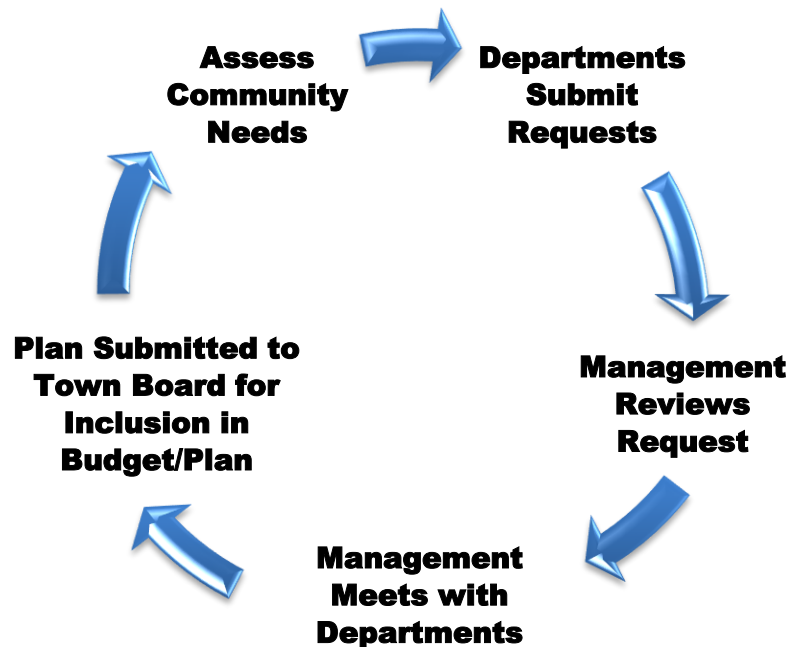 Assess
Community
Needs
Departments
Submit
Requests
Management
Reviews
Request
Management
Meets with
Departments
Plan Submitted to
Town Board for
Inclusion in
Budget/Plan